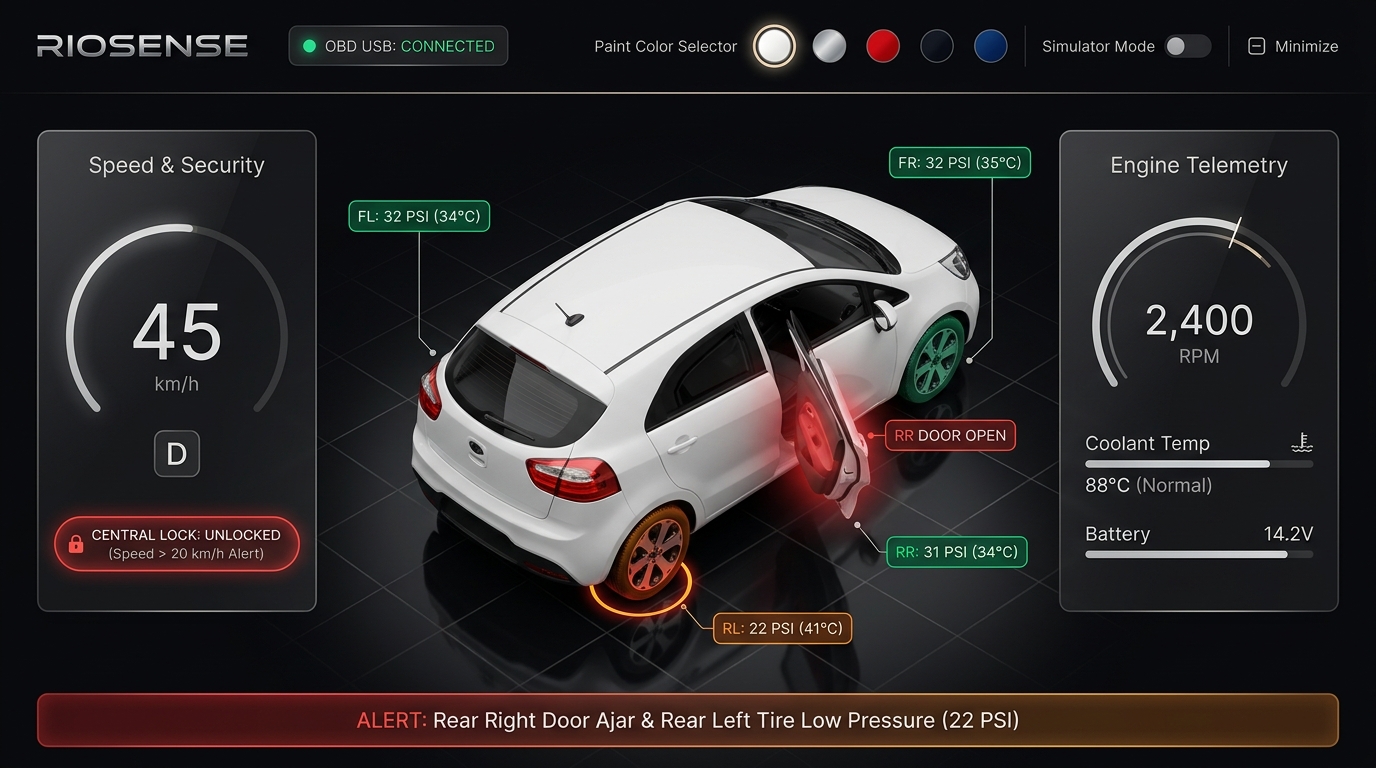 RIOSENSE
OBD USB: CONNECTED
Paint Color Selector
Simulator Mode
Minimize
Speed & Security
45
km/h
D
CENTRAL LOCK: UNLOCKED
(Speed > 20 km/h Alert)
FL: 32 PSI (34°C)
FR: 32 PSI (35°C)
RR DOOR OPEN
RR: 31 PSI (34°C)
RL: 22 PSI (41°C)
Engine Telemetry
2,400
RPM
Coolant Temp
88°C (Normal)
Battery 14.2V
ALERT: Rear Right Door Ajar & Rear Left Tire Low Pressure (22 PSI)